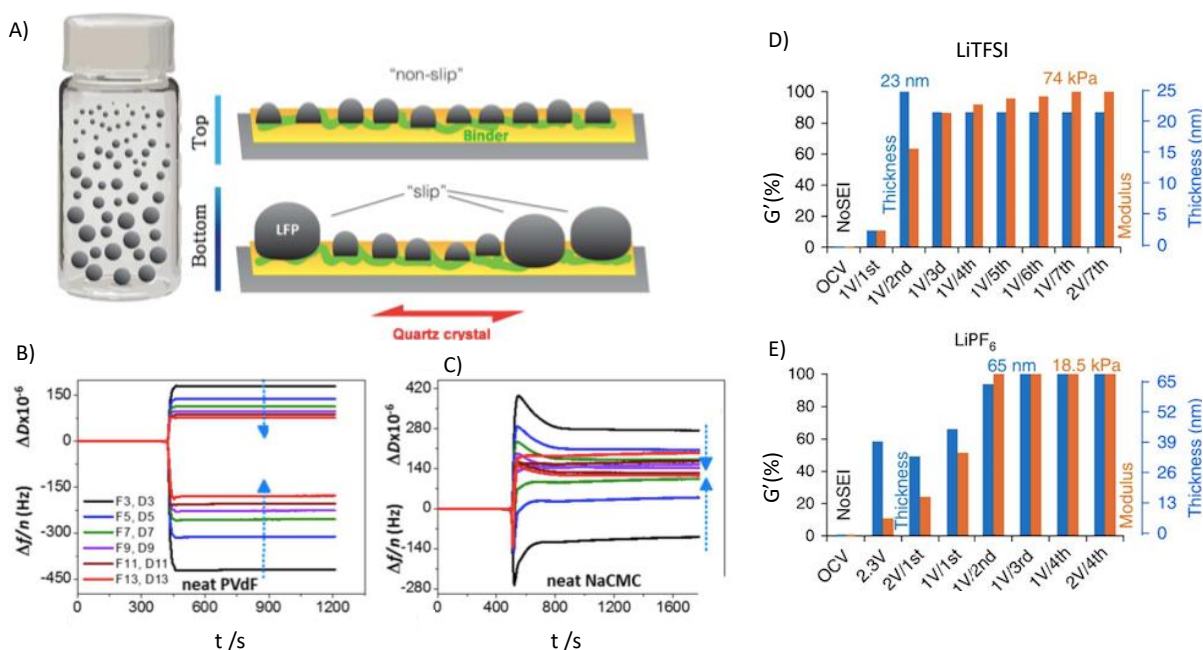 A)
"non-slip"
Top
Binder
"slip"
Bottom
LFP
Quartz crystal
B)
ΔDx10-6
150
0
-150
-300
-450
Δf/n (Hz)
F3, D3
F5, D5
F7, D7
F9, D9
F11, D11
F13, D13
neat PVdF
0 300 600 900 1200
t /s
C)
ΔDx10-6
420
280
140
0
-140
-280
Δf/n (Hz)
neat NaCMC
0 600 1200 1800
t /s
D)
LiTFSI
23 nm
74 kPa
G'(%)
100
80
60
40
20
0
NoSEI
Thickness
Modulus
25
20
15
10
5
0
Thickness (nm)
OCV
1V/1st
1V/2nd
1V/3d
1V/4th
1V/5th
1V/6th
1V/7th
2V/7th
E)
LiPF6
65 nm
18.5 kPa
G'(%)
100
80
60
40
20
0
NoSEI
Thickness
Modulus
65
52
39
26
13
0
Thickness (nm)
OCV
2.3V
2V/1st
1V/1st
1V/2nd
1V/3rd
1V/4th
2V/4th